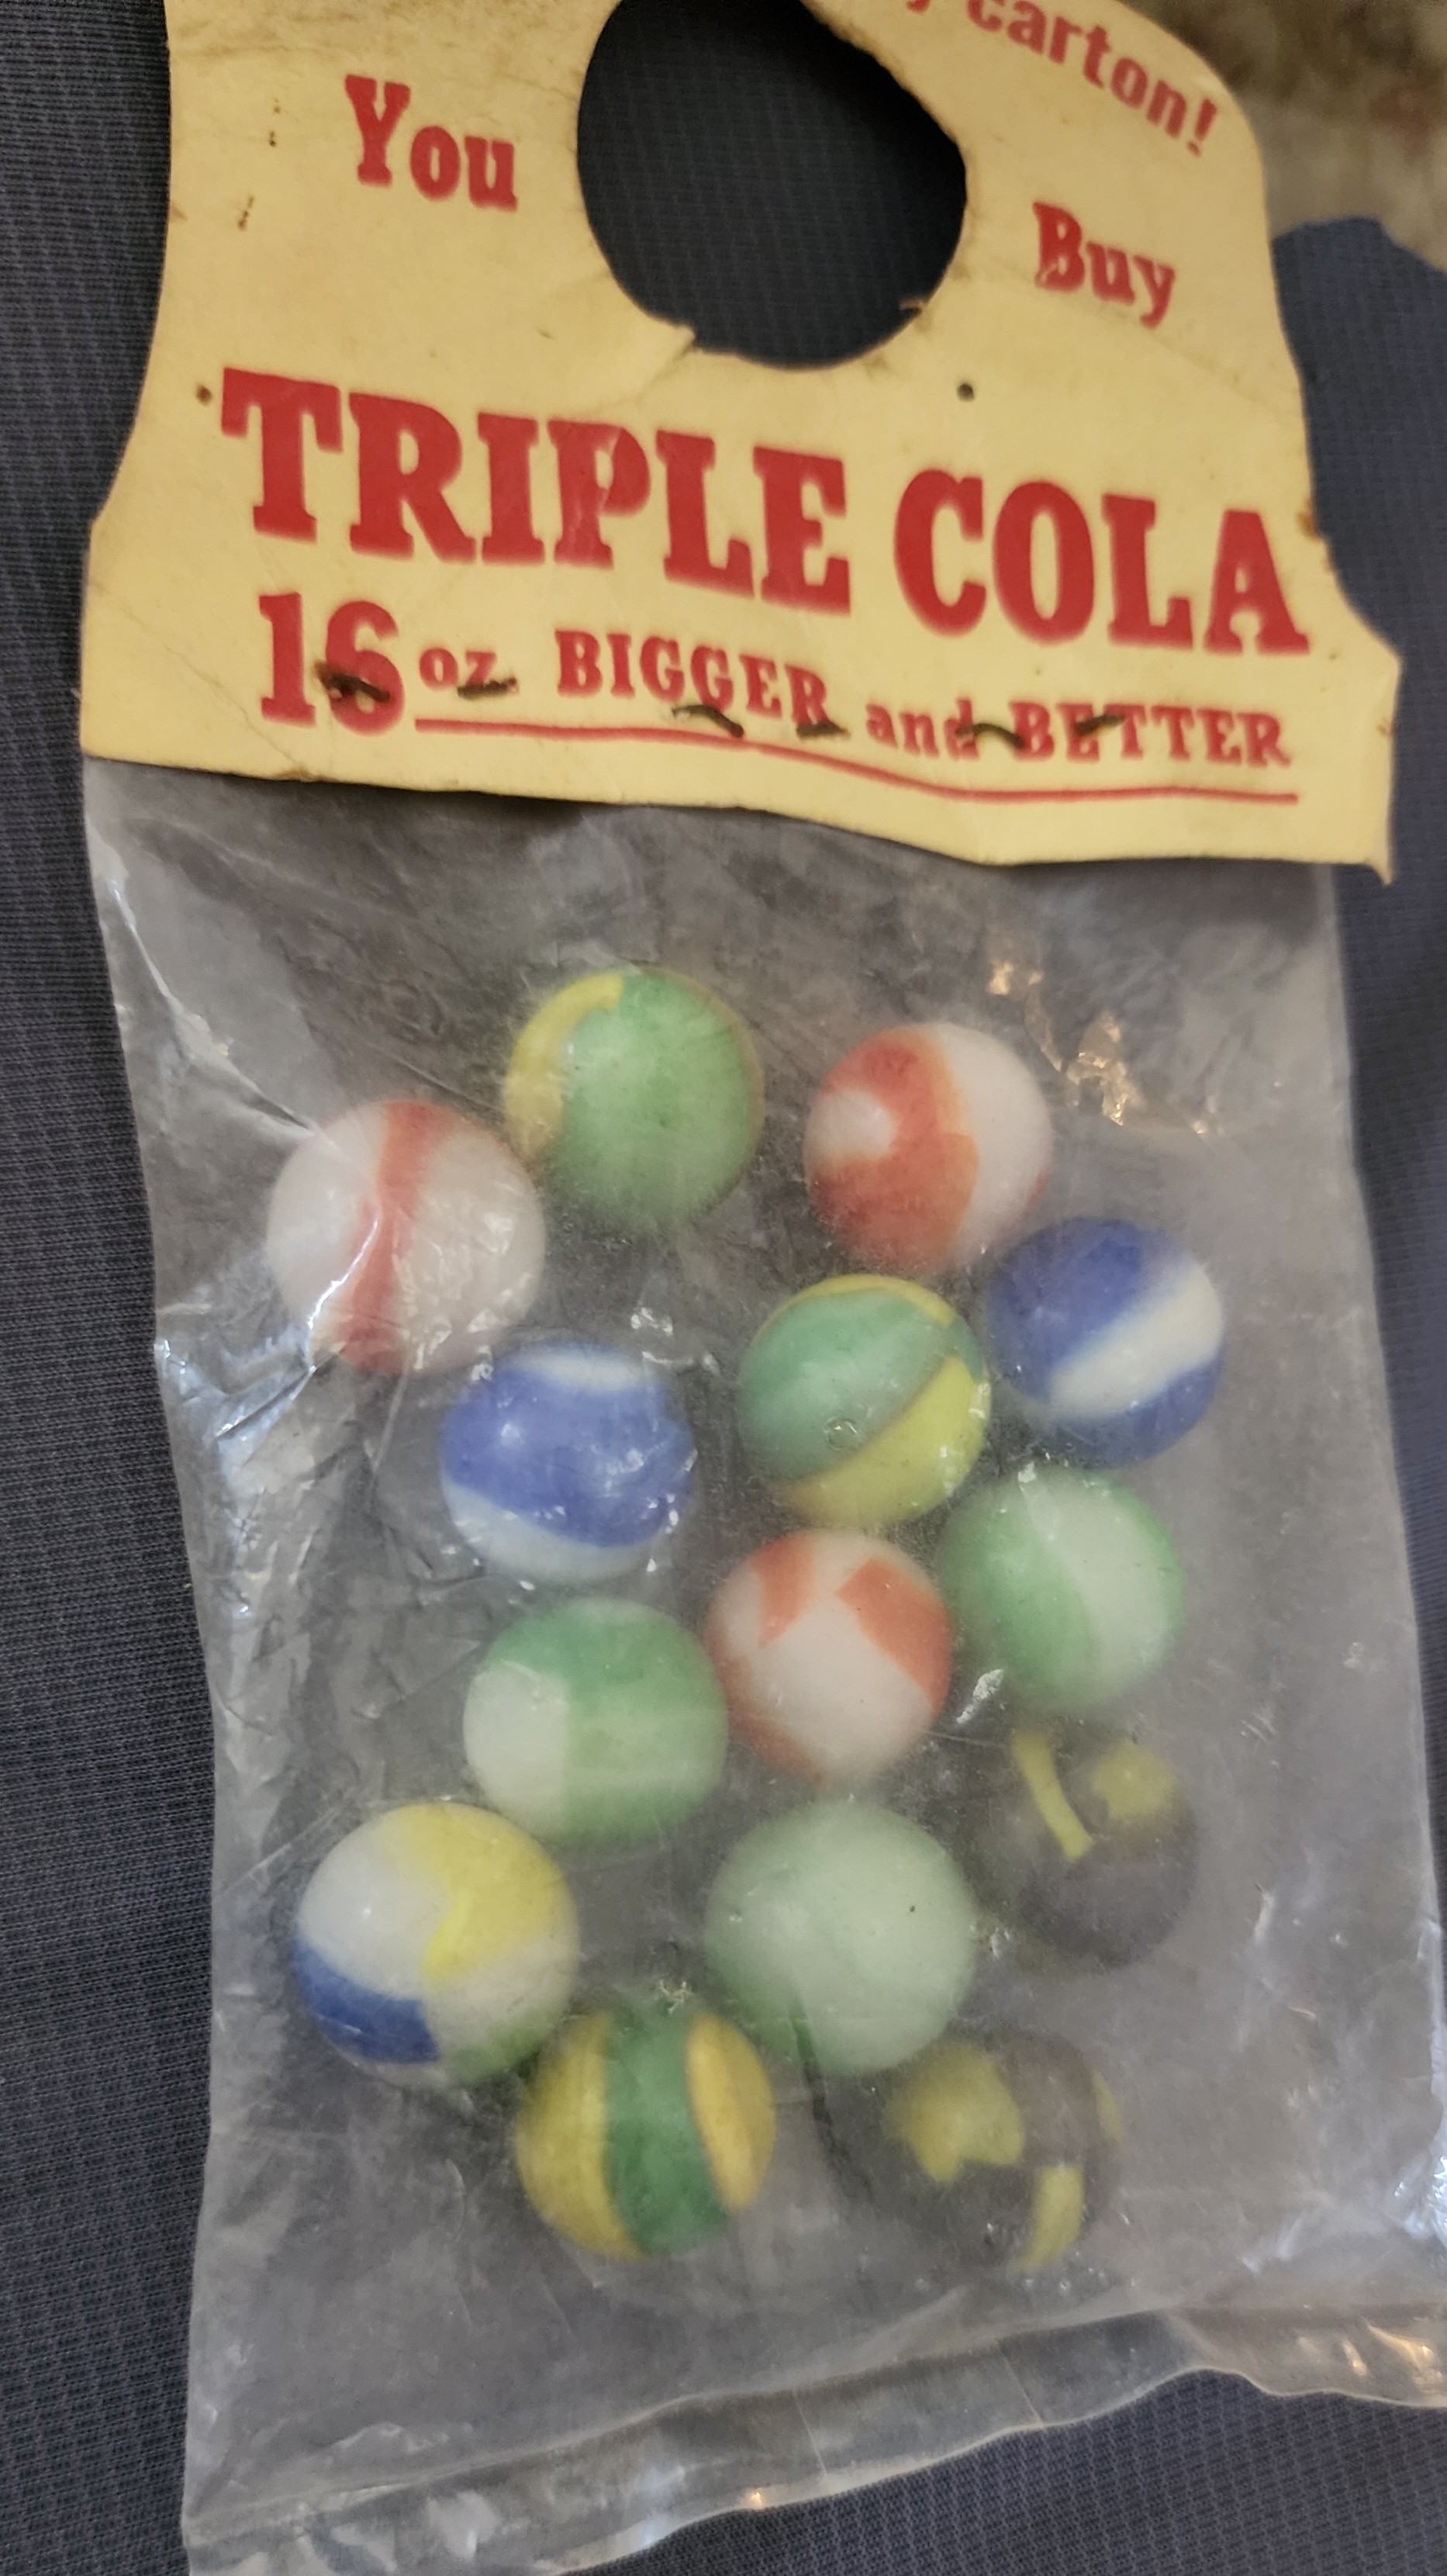 carton!
You Buy
TRIPLE COLA
16 oz. BIGGER and BETTER